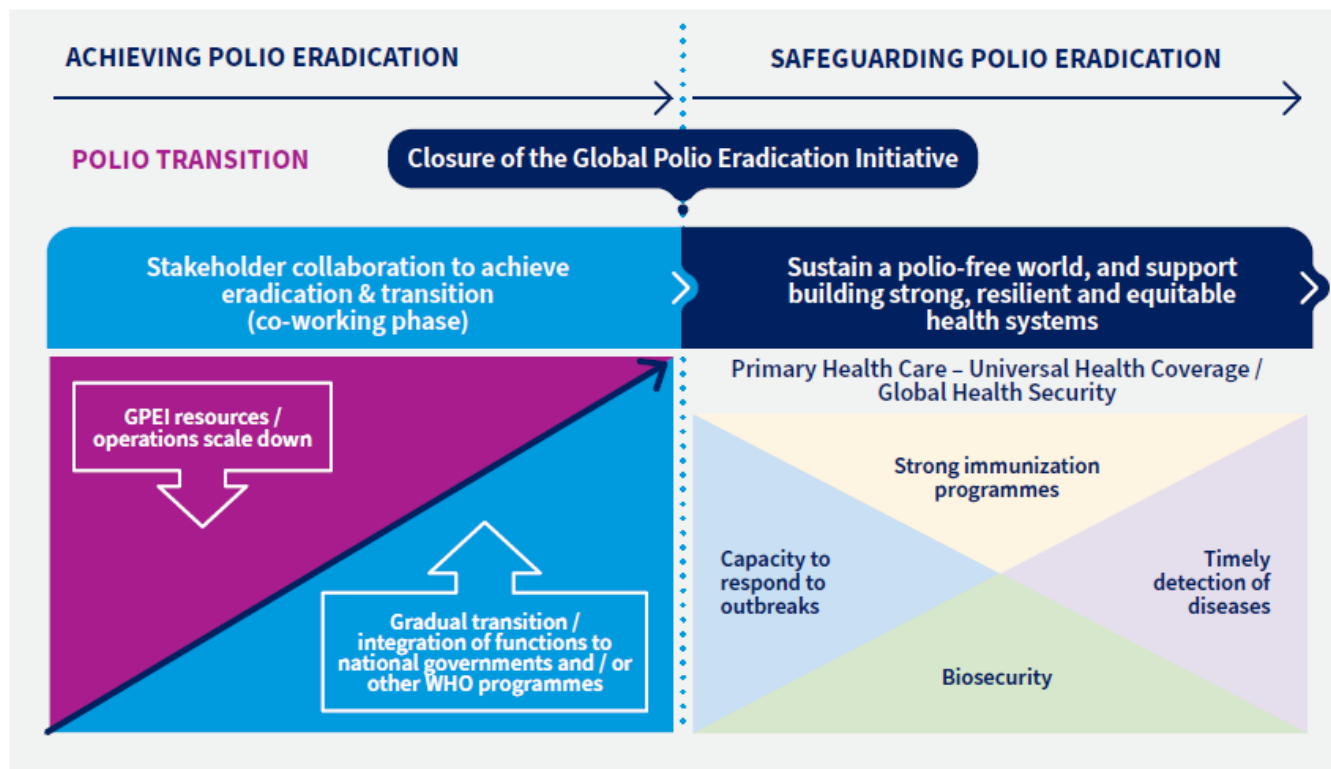 ACHIEVING POLIO ERADICATION
SAFEGUARDING POLIO ERADICATION
POLIO TRANSITION
Closure of the Global Polio Eradication Initiative
Stakeholder collaboration to achieve
eradication & transition
(co-working phase)
Sustain a polio-free world, and support
building strong, resilient and equitable
health systems
GPEI resources /
operations scale down
Gradual transition /
integration of functions to
national governments and / or
other WHO programmes
Primary Health Care – Universal Health Coverage /
Global Health Security
Strong immunization
programmes
Capacity to
respond to
outbreaks
Timely
detection of
diseases
Biosecurity